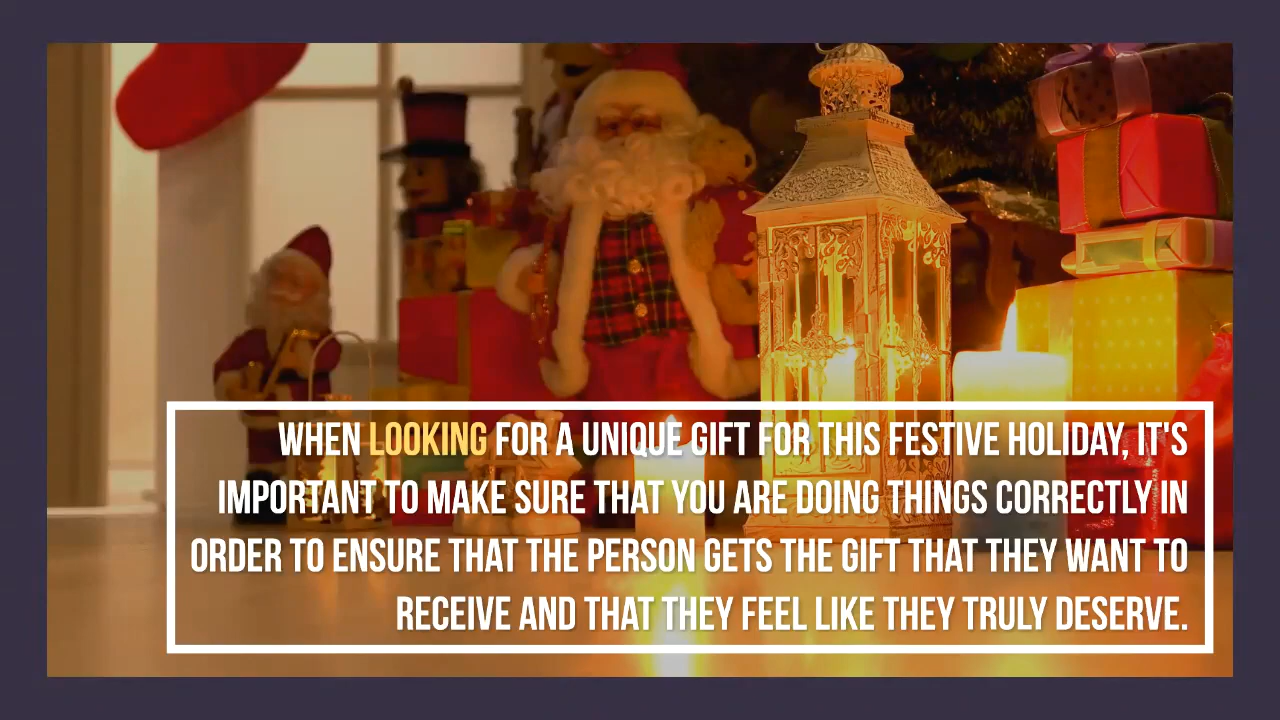 WHEN LOOKING FOR A UNIQUE GIFT FOR THIS FESTIVE HOLIDAY, IT'S
IMPORTANT TO MAKE SURE THAT YOU ARE DOING THINGS CORRECTLY IN
ORDER TO ENSURE THAT THE PERSON GETS THE GIFT THAT THEY WANT TO
RECEIVE AND THAT THEY FEEL LIKE THEY TRULY DESERVE.